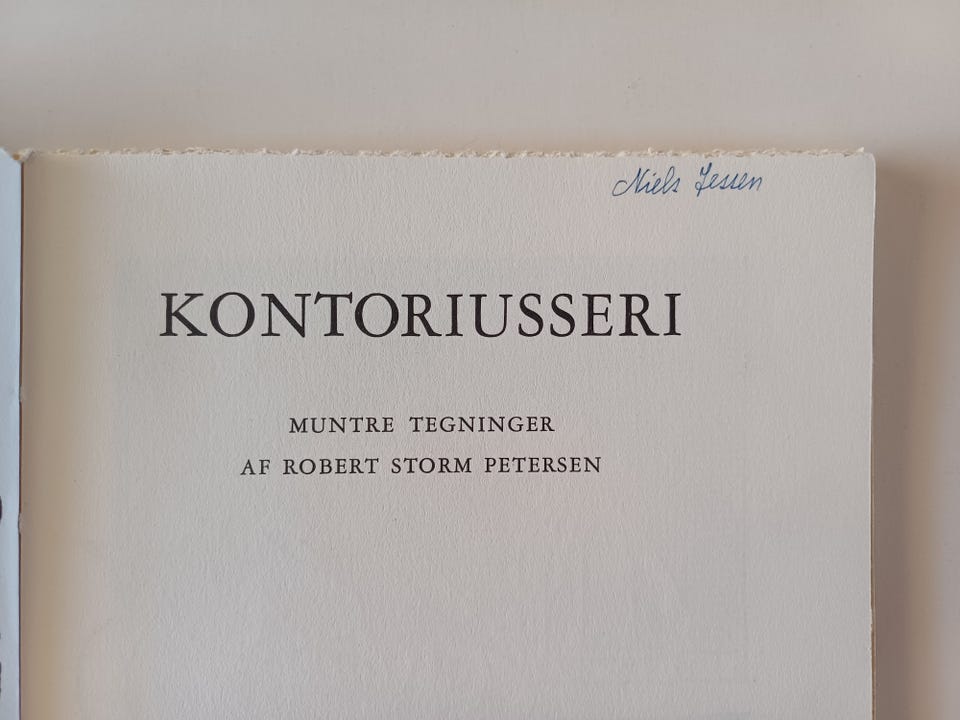 Niels Jessen
KONTORIUSSERI
MUNTRE TEGNINGER
AF ROBERT STORM PETERSEN